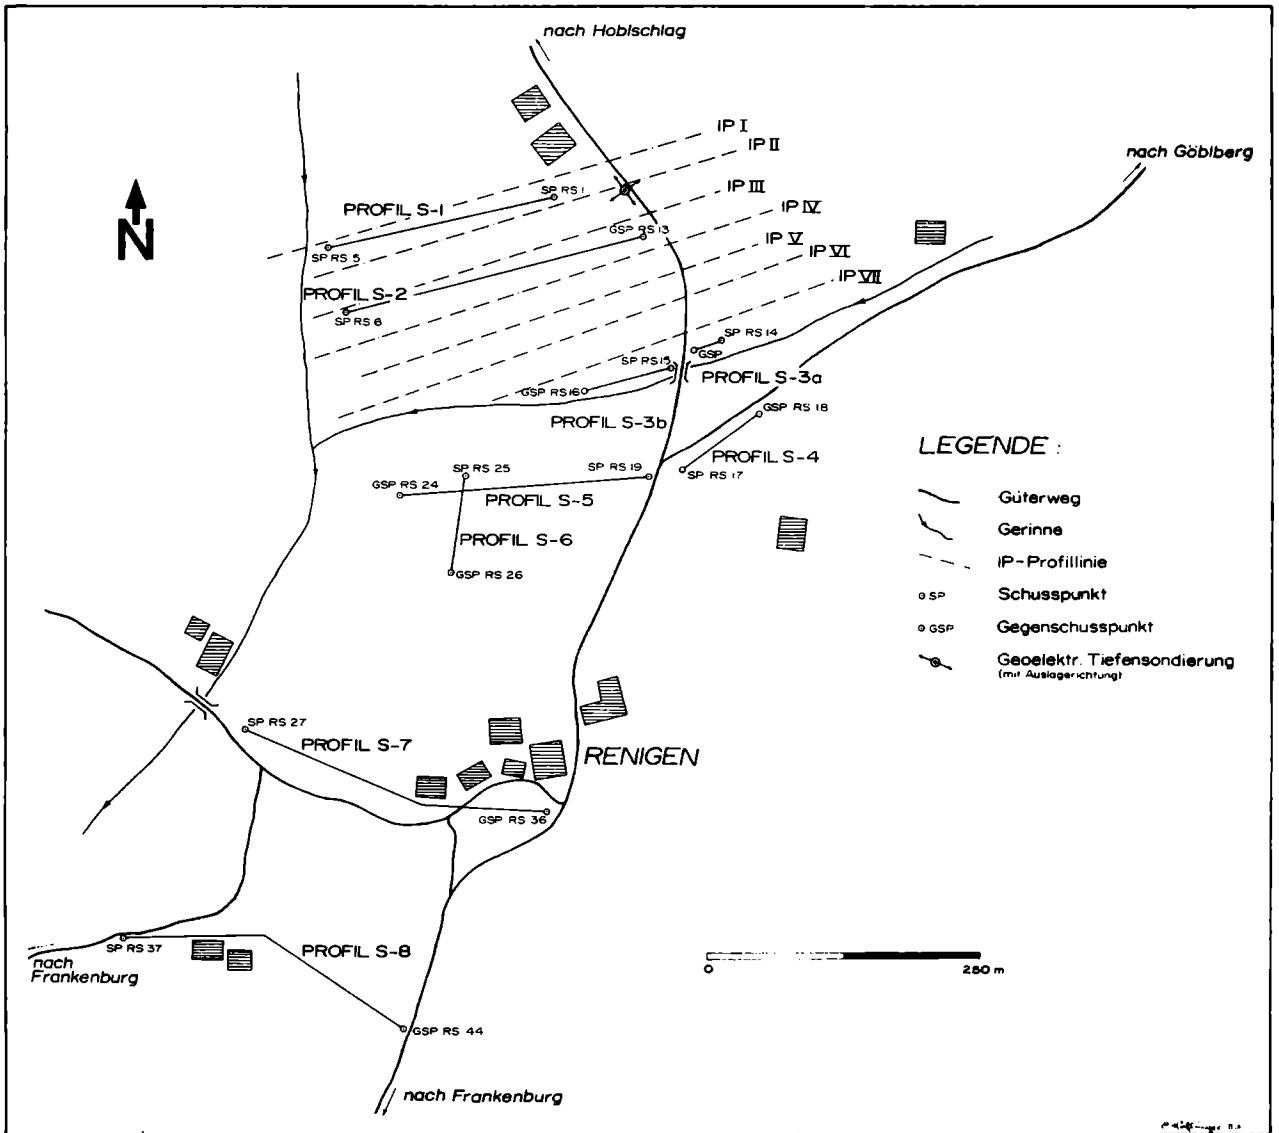 nach Hoblschlag
IP I
IP II
nach Göblberg
IP III
SP RS 1
PROFIL S-1
IP IV
N
GSP RS 13
IP V
SP RS 5
IP VI
IP VII
PROFIL S-2
SP RS 6
SP RS 14
GSP
SP RS 15
PROFIL S-3a
GSP RS 16
GSP RS 18
PROFIL S-3b
LEGENDE :
PROFIL S-4
SP RS 25
SP RS 19
SP RS 17
GSP RS 24
PROFIL S-5
Güterweg
Gerinne
PROFIL S-6
IP-Profillinie
GSP RS 26
SP
Schusspunkt
GSP
Gegenschusspunkt
Geoelektr. Tiefensondierung
(mit Auslagerichtung)
SP RS 27
PROFIL S-7
RENIGEN
GSP RS 36
SP RS 37
PROFIL S-8
nach
Frankenburg
0
250 m
GSP RS 44
nach Frankenburg